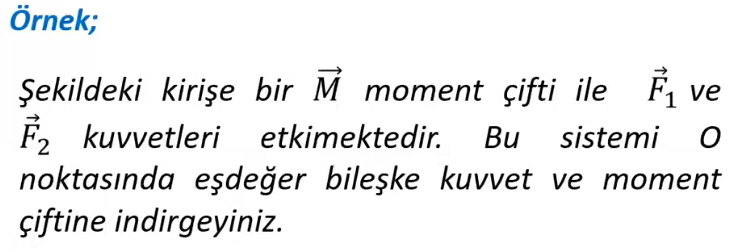 Örnek;
Şekildeki kirişe bir M⃗ moment çifti ile F⃗₁ ve
F⃗₂ kuvvetleri etkimektedir. Bu sistemi O
noktasında eşdeğer bileşke kuvvet ve moment
çiftine indirgeyiniz.